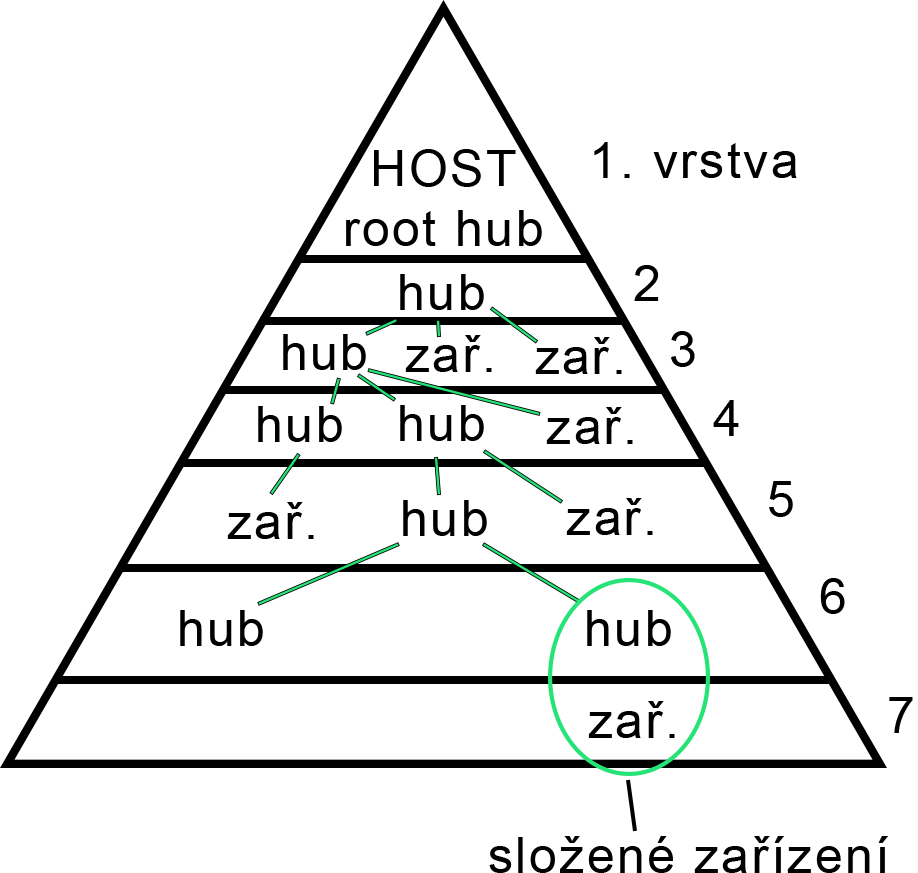 HOST
root hub
1. vrstva
hub
2
hub zař. zař.
3
hub hub zař.
4
zař. hub zař.
5
hub hub
6
zař.
7
složené zařízení